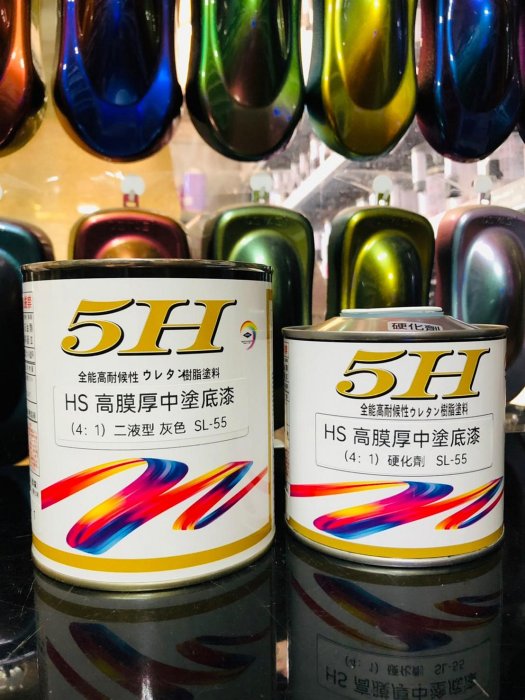 5H
全能高耐候性ウレタン樹脂塗料
HS 高膜厚中塗底漆
(4: 1) 二液型 灰色 SL-55
硬化劑
5H
全能高耐候性ウレタン樹脂塗料
HS 高膜厚中塗底漆
(4: 1) 硬化劑 SL-55